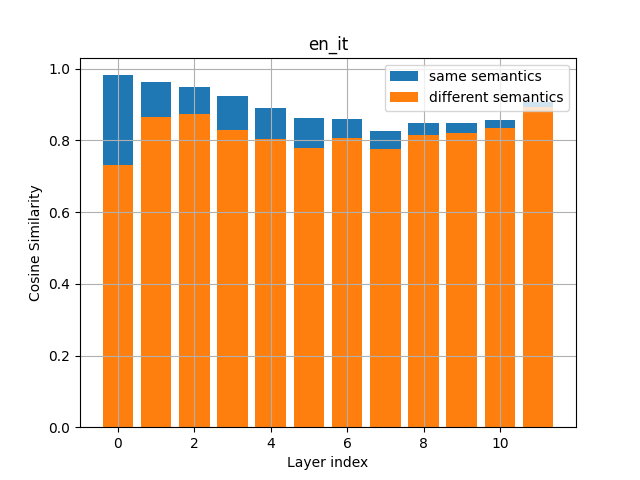 en_it
same semantics
different semantics
Cosine Similarity
1.0
0.8
0.6
0.4
0.2
0.0
0 2 4 6 8 10
Layer index